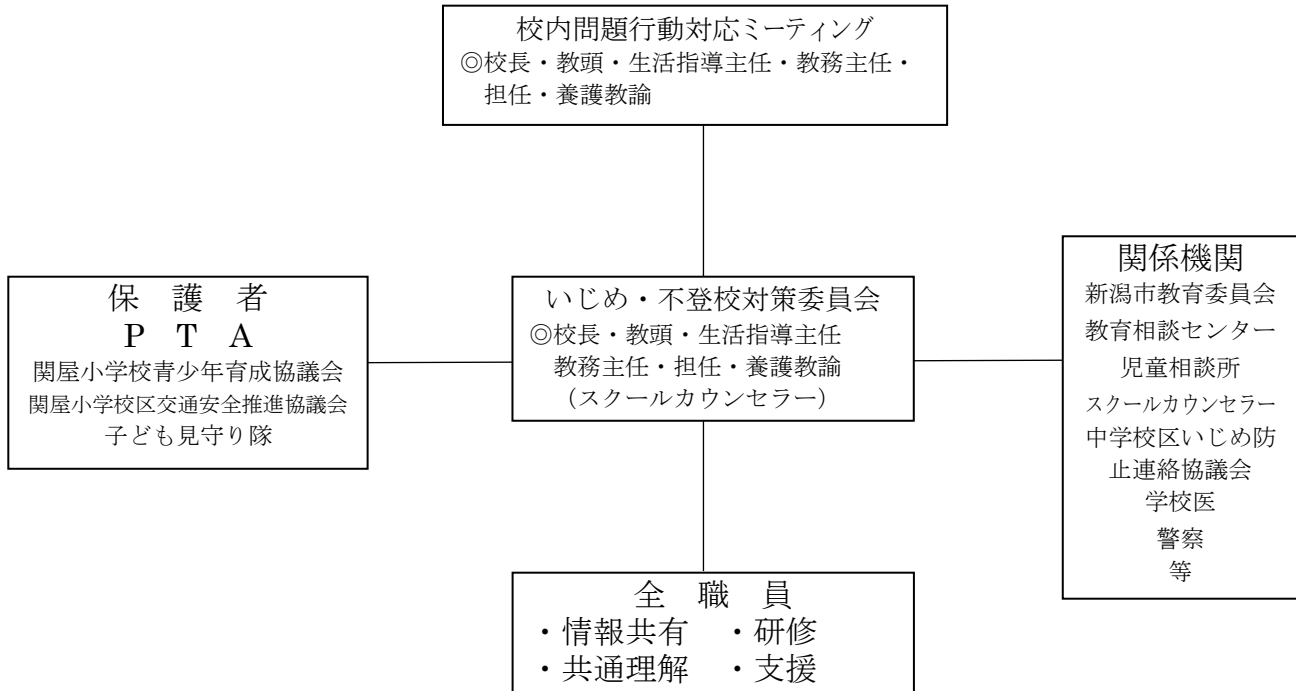 校内問題行動対応ミーティング
◎校長・教頭・生活指導主任・教務主任・
担任・養護教諭
保　護　者
P　T　A
関屋小学校青少年育成協議会
関屋小学校区交通安全推進協議会
子ども見守り隊
いじめ・不登校対策委員会
◎校長・教頭・生活指導主任
教務主任・担任・養護教諭
（スクールカウンセラー）
関係機関
新潟市教育委員会
教育相談センター
児童相談所
スクールカウンセラー
中学校区いじめ防
止連絡協議会
学校医
警察
等
全　職　員
・情報共有　・研修
・共通理解　・支援